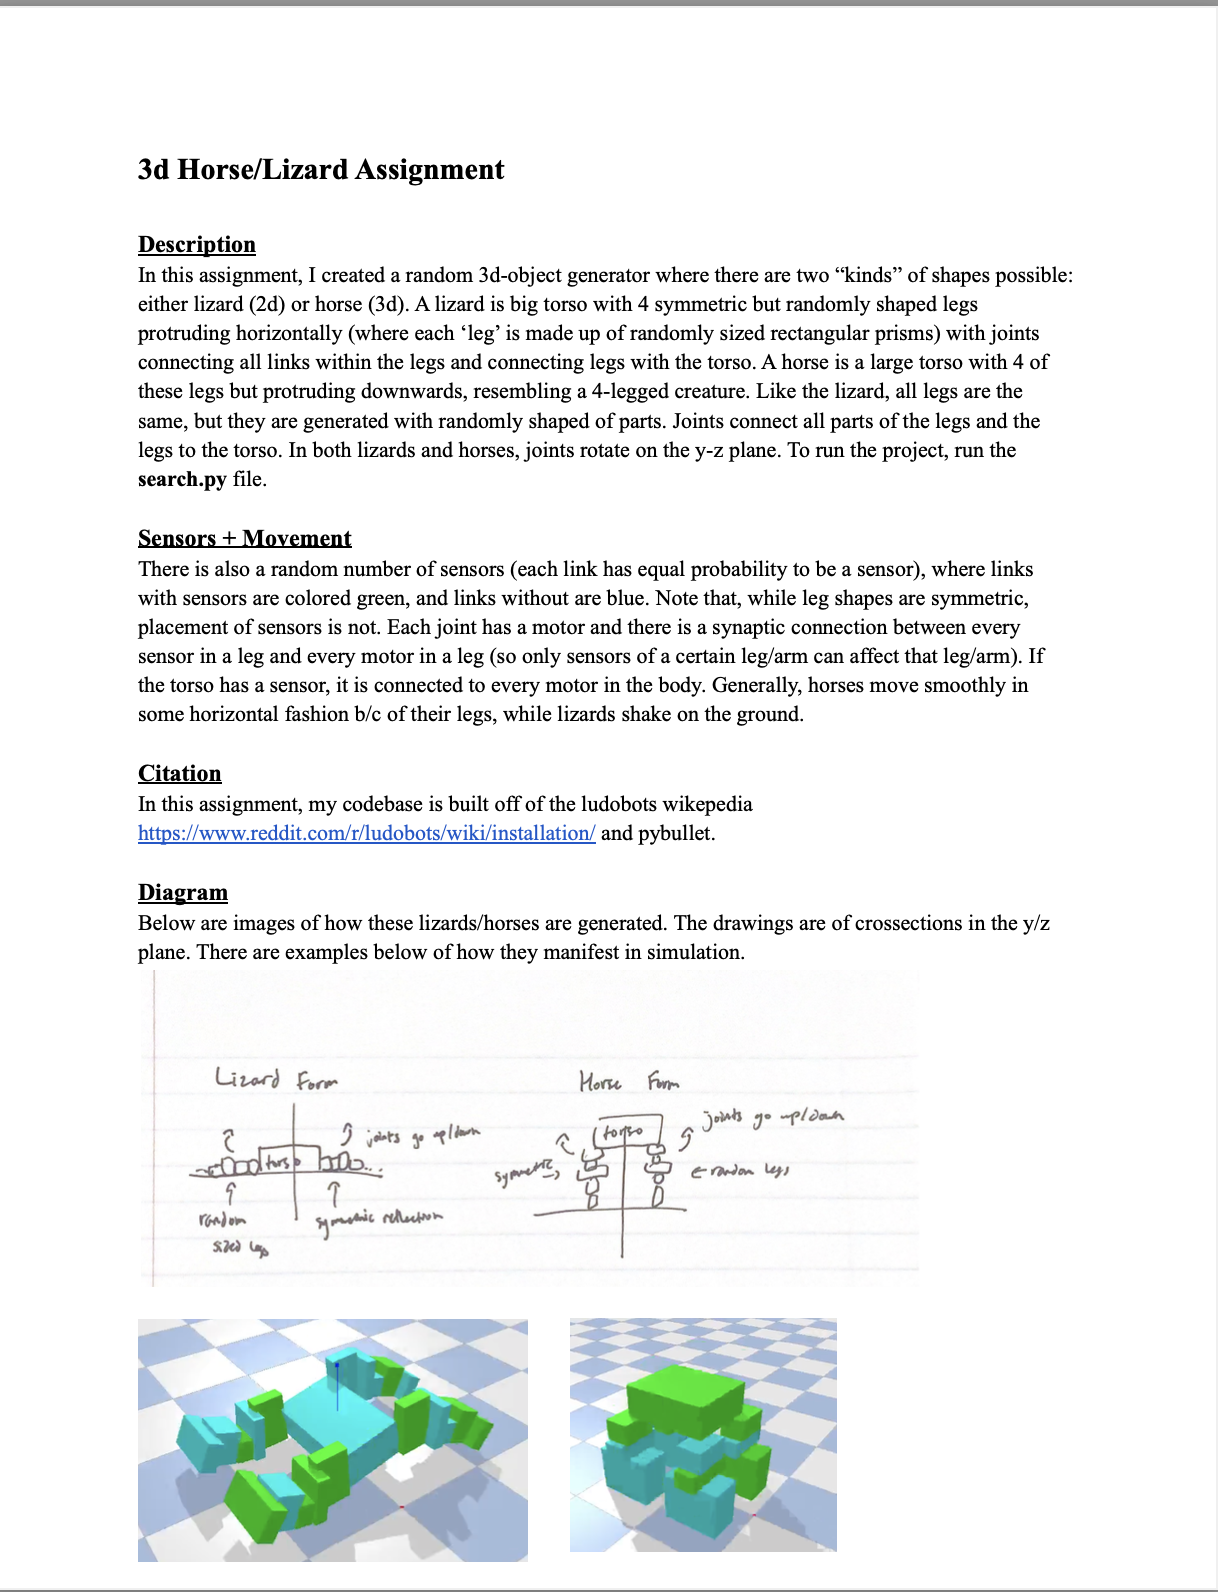 3d Horse/Lizard Assignment
Description
In this assignment, I created a random 3d-object generator where there are two “kinds” of shapes possible:
either lizard (2d) or horse (3d). A lizard is big torso with 4 symmetric but randomly shaped legs
protruding horizontally (where each ‘leg’ is made up of randomly sized rectangular prisms) with joints
connecting all links within the legs and connecting legs with the torso. A horse is a large torso with 4 of
these legs but protruding downwards, resembling a 4-legged creature. Like the lizard, all legs are the
same, but they are generated with randomly shaped of parts. Joints connect all parts of the legs and the
legs to the torso. In both lizards and horses, joints rotate on the y-z plane. To run the project, run the
search.py file.
Sensors + Movement
There is also a random number of sensors (each link has equal probability to be a sensor), where links
with sensors are colored green, and links without are blue. Note that, while leg shapes are symmetric,
placement of sensors is not. Each joint has a motor and there is a synaptic connection between every
sensor in a leg and every motor in a leg (so only sensors of a certain leg/arm can affect that leg/arm). If
the torso has a sensor, it is connected to every motor in the body. Generally, horses move smoothly in
some horizontal fashion b/c of their legs, while lizards shake on the ground.
Citation
In this assignment, my codebase is built off of the ludobots wikepedia
https://www.reddit.com/r/ludobots/wiki/installation/ and pybullet.
Diagram
Below are images of how these lizards/horses are generated. The drawings are of crossections in the y/z
plane. There are examples below of how they manifest in simulation.
Lizard Form
joints go up/down
torso
random
sized legs
symmetric reflection
Horse Form
joints go up/down
torso
symmetric
random legs